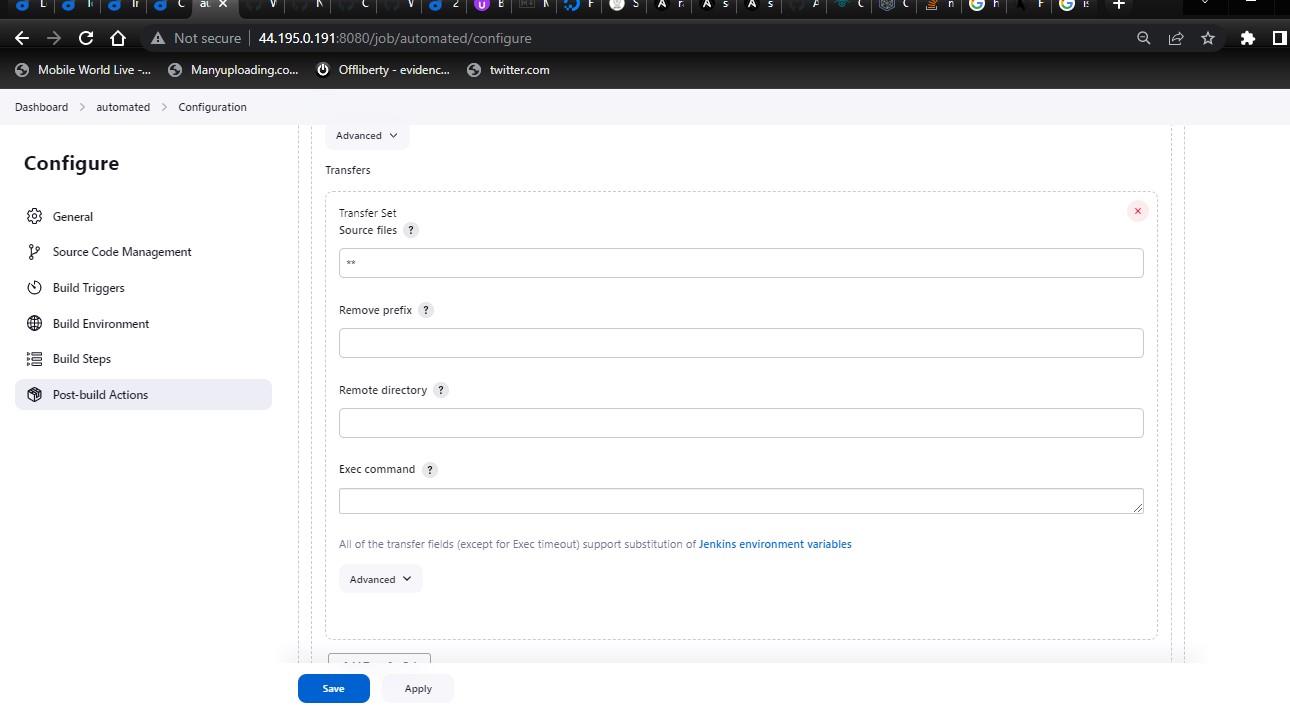 Not secure 44.195.0.191:8080/job/automated/configure
Mobile World Live -... Manyuploading.co... Offliberty - evidenc... twitter.com
Dashboard automated Configuration
Configure
General
Source Code Management
Build Triggers
Build Environment
Build Steps
Post-build Actions
Advanced
Transfers
Transfer Set
Source files ?
**
Remove prefix ?
Remote directory ?
Exec command ?
All of the transfer fields (except for Exec timeout) support substitution of Jenkins environment variables
Advanced
Save Apply